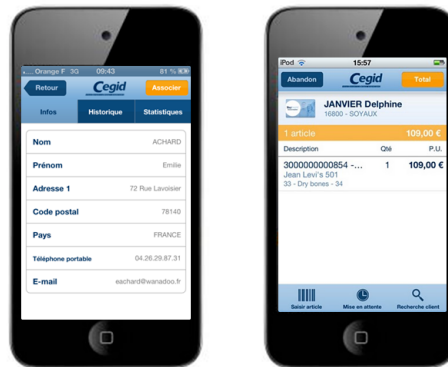 Orange F 3G 09:43 81 %
Retour Cegid Associer
Infos Historique Statistiques
Nom ACHARD
Prénom Emilie
Adresse 1 72 Rue Lavoisier
Code postal 78140
Pays FRANCE
Téléphone portable 04.26.29.87.31
E-mail eachard@wanadoo.fr
iPod 15:57
Abandon Cegid Total
JANVIER Delphine
16800 - SOYAUX
1 article 109,00 €
Description Qté P.U.
3000000000854 -... 1 109,00 €
Jean Levi's 501
33 - Dry bones - 34
Saisir article Mise en attente Recherche client